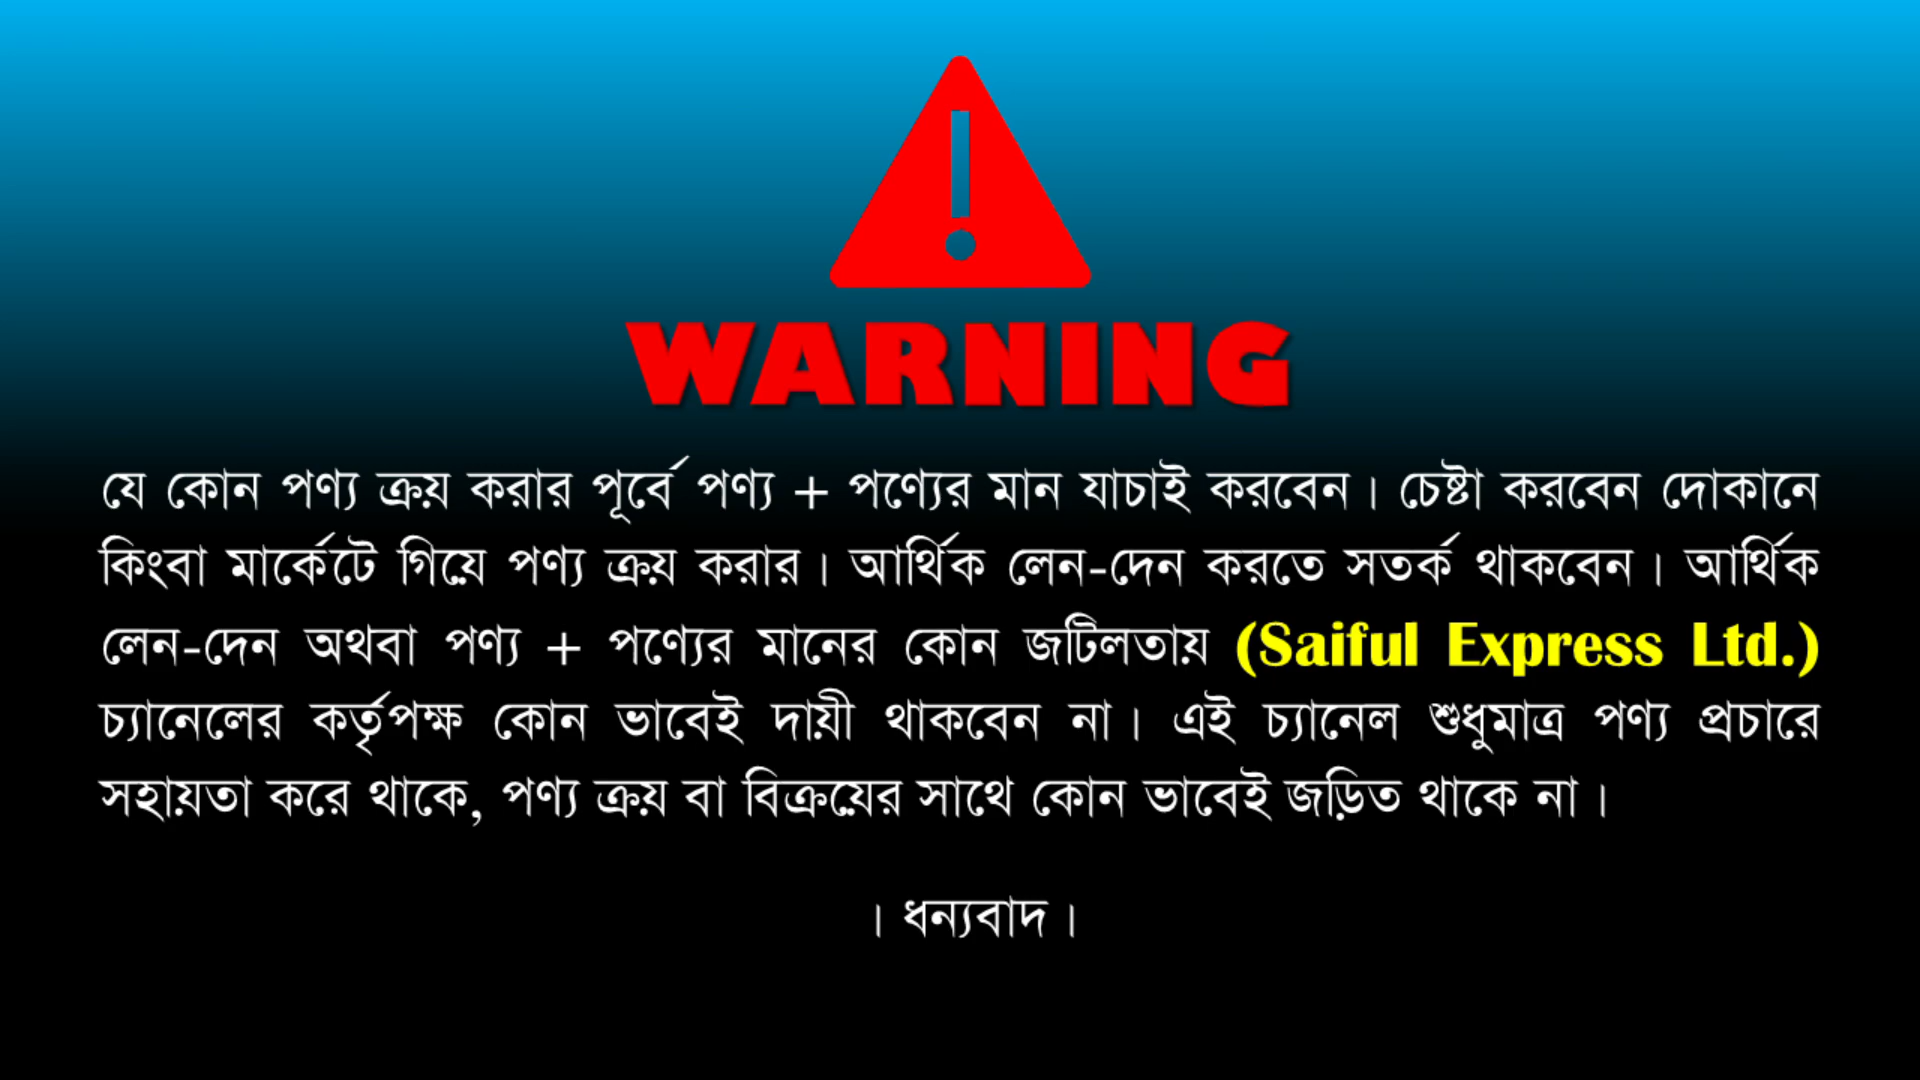 WARNING
যে কোন পণ্য ক্রয় করার পূর্বে পণ্য + পণ্যের মান যাচাই করবেন। চেষ্টা করবেন দোকানে
কিংবা মার্কেটে গিয়ে পণ্য ক্রয় করার। আর্থিক লেন-দেন করতে সতর্ক থাকবেন। আর্থিক
লেন-দেন অথবা পণ্য + পণ্যের মানের কোন জটিলতায় (Saiful Express Ltd.)
চ্যানেলের কর্তৃপক্ষ কোন ভাবেই দায়ী থাকবেন না। এই চ্যানেল শুধুমাত্র পণ্য প্রচারে
সহায়তা করে থাকে, পণ্য ক্রয় বা বিক্রয়ের সাথে কোন ভাবেই জড়িত থাকে না।
। ধন্যবাদ ।